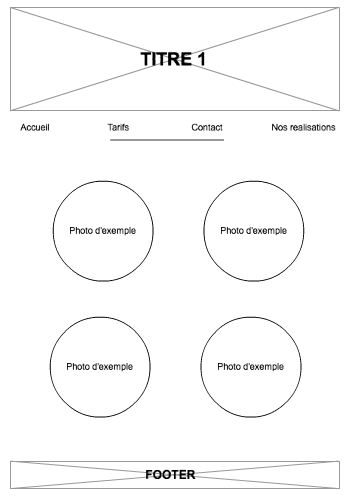 TITRE 1
Accueil Tarifs Contact Nos realisations
Photo d'exemple Photo d'exemple
Photo d'exemple Photo d'exemple
FOOTER